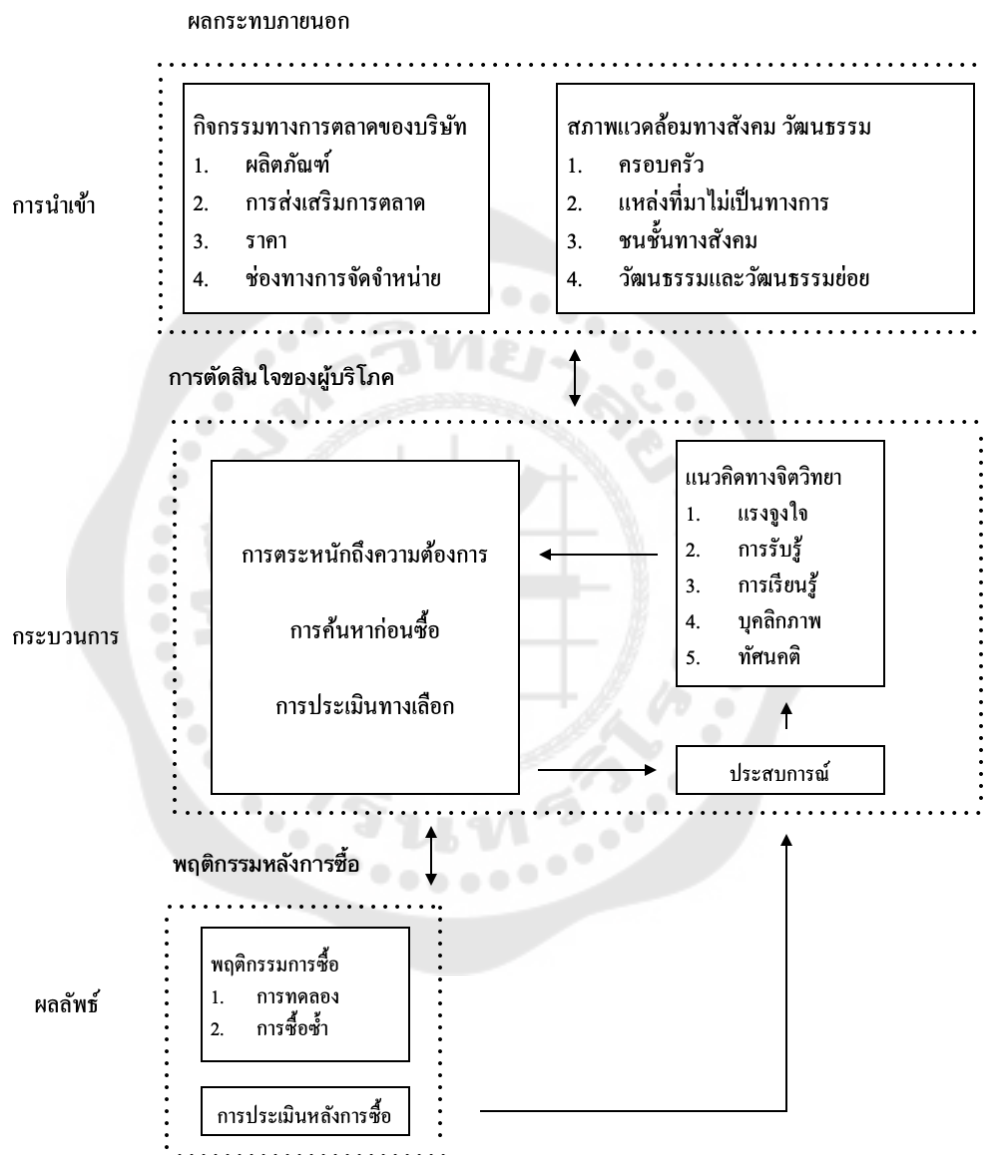 ผลกระทบภายนอก
การนำเข้า
กิจกรรมทางการตลาดของบริษัท
1. ผลิตภัณฑ์
2. การส่งเสริมการตลาด
3. ราคา
4. ช่องทางการจัดจำหน่าย
สภาพแวดล้อมทางสังคม วัฒนธรรม
1. ครอบครัว
2. แหล่งที่มาไม่เป็นทางการ
3. ชนชั้นทางสังคม
4. วัฒนธรรมและวัฒนธรรมย่อย
การตัดสินใจของผู้บริโภค
กระบวนการ
การตระหนักถึงความต้องการ
การค้นหาก่อนซื้อ
การประเมินทางเลือก
แนวคิดทางจิตวิทยา
1. แรงจูงใจ
2. การรับรู้
3. การเรียนรู้
4. บุคลิกภาพ
5. ทัศนคติ
ประสบการณ์
พฤติกรรมหลังการซื้อ
ผลลัพธ์
พฤติกรรมการซื้อ
1. การทดลอง
2. การซื้อซ้ำ
การประเมินหลังการซื้อ